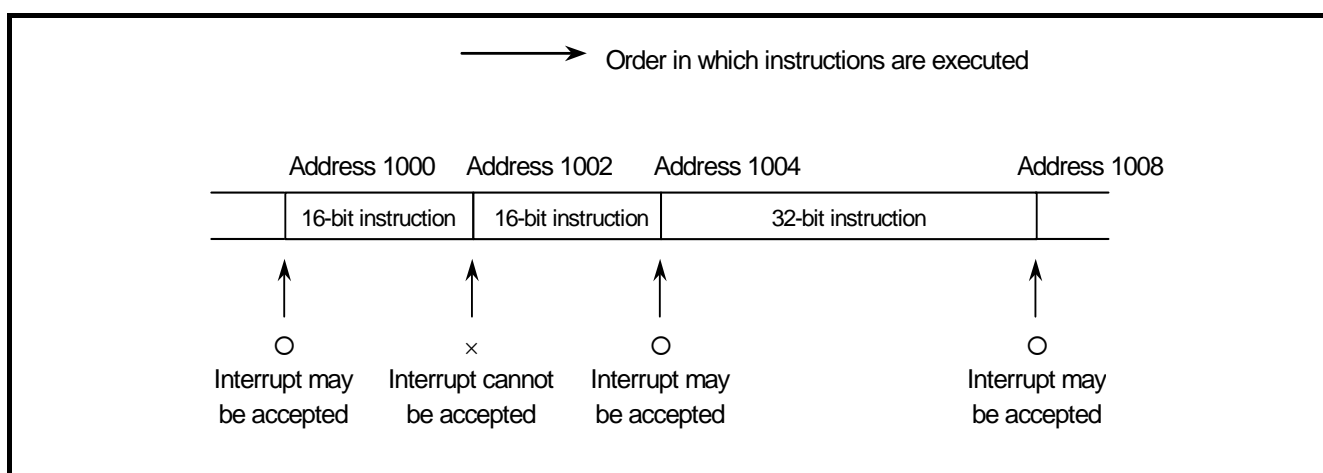 Order in which instructions are executed
Address 1000 Address 1002 Address 1004 Address 1008
16-bit instruction 16-bit instruction 32-bit instruction
○ × ○ ○
Interrupt may Interrupt cannot Interrupt may Interrupt may
be accepted be accepted be accepted be accepted